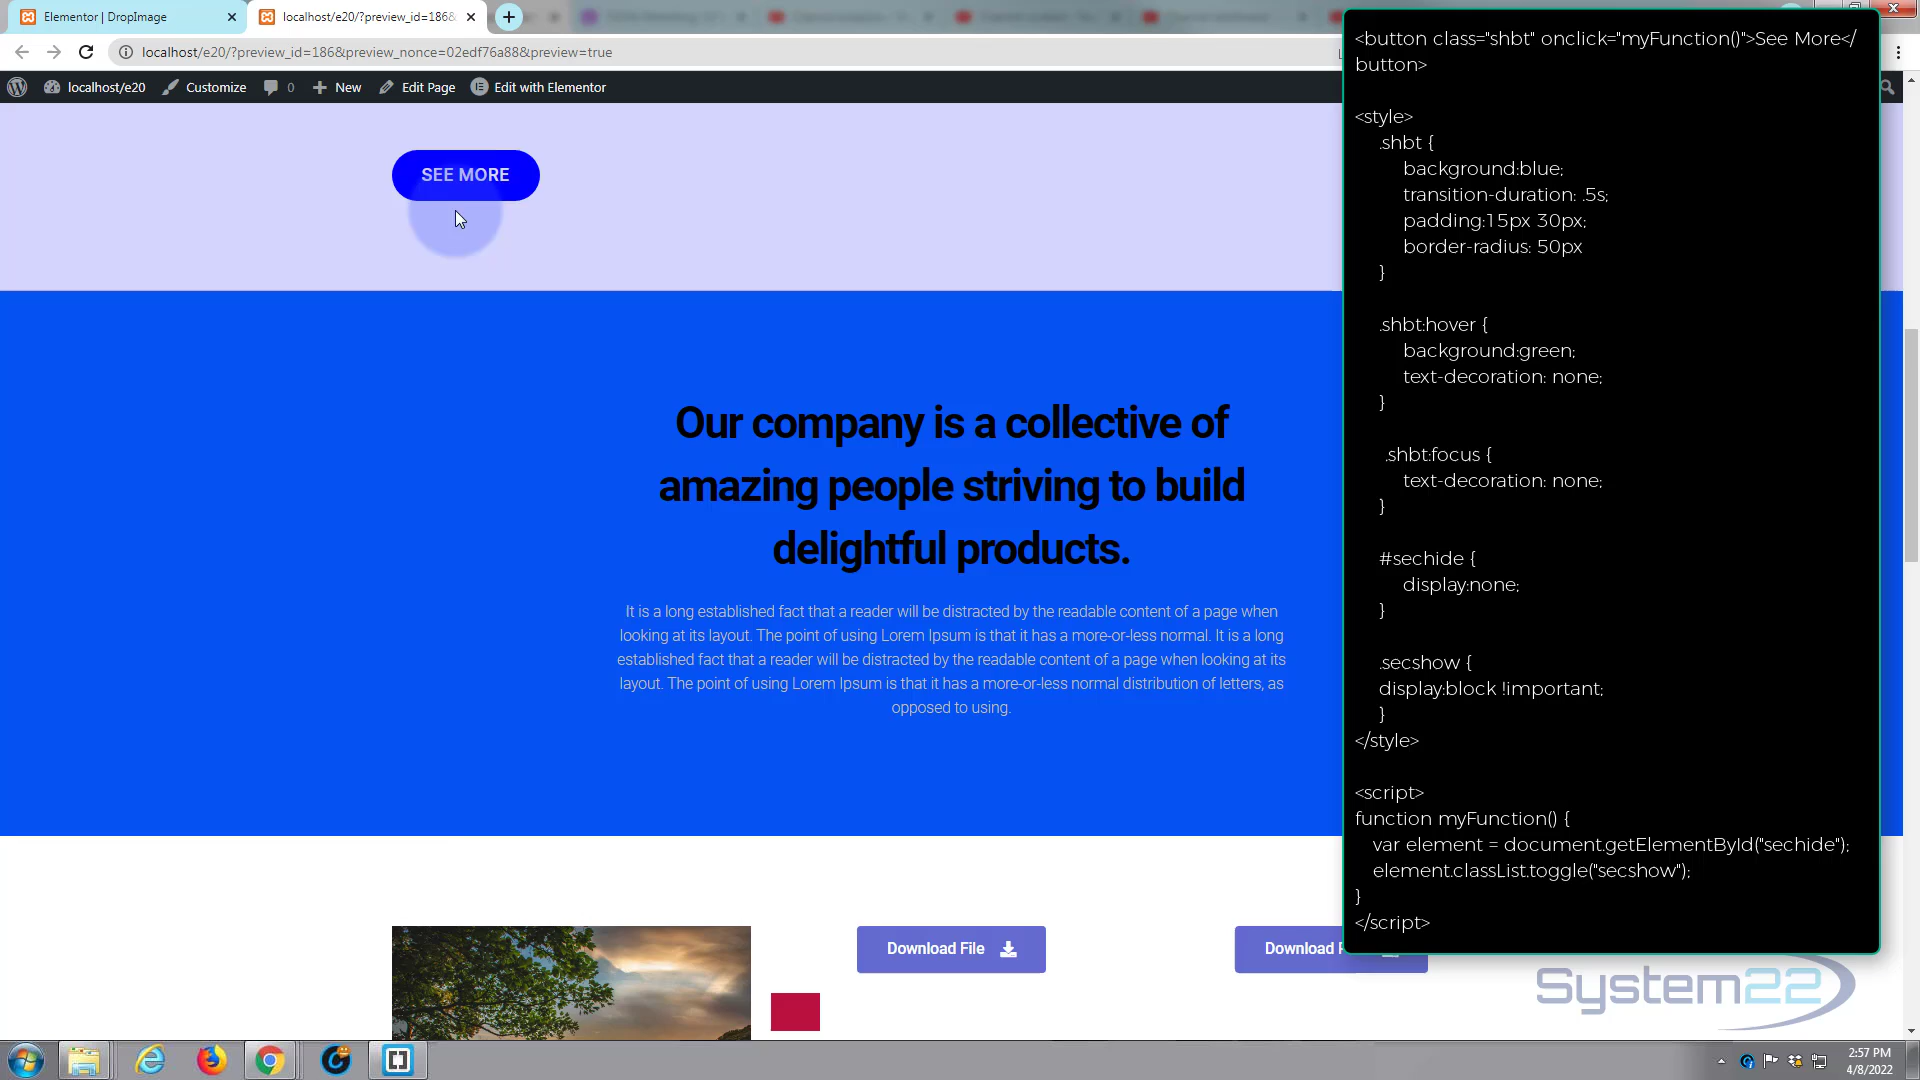 Elementor | DropImage
localhost/e20/?preview_id=186&
localhost/e20/?preview_id=186&preview_nonce=02edf76a88&preview=true
localhost/e20
Customize
0
New
Edit Page
Edit with Elementor
SEE MORE
Our company is a collective of
amazing people striving to build
delightful products.
It is a long established fact that a reader will be distracted by the readable content of a page when
looking at its layout. The point of using Lorem Ipsum is that it has a more-or-less normal. It is a long
established fact that a reader will be distracted by the readable content of a page when looking at its
layout. The point of using Lorem Ipsum is that it has a more-or-less normal distribution of letters, as
opposed to using.
Download File
Download
<button class="shbt" onclick="myFunction()">See More</
button>
<style>
.shbt {
background:blue;
transition-duration: .5s;
padding:15px 30px;
border-radius: 50px
}
.shbt:hover {
background:green;
text-decoration: none;
}
.shbt:focus {
text-decoration: none;
}
#sechide {
display:none;
}
.secshow {
display:block !important;
}
</style>
<script>
function myFunction() {
var element = document.getElementById("sechide");
element.classList.toggle("secshow");
}
</script>
System22
2:57 PM
4/8/2022